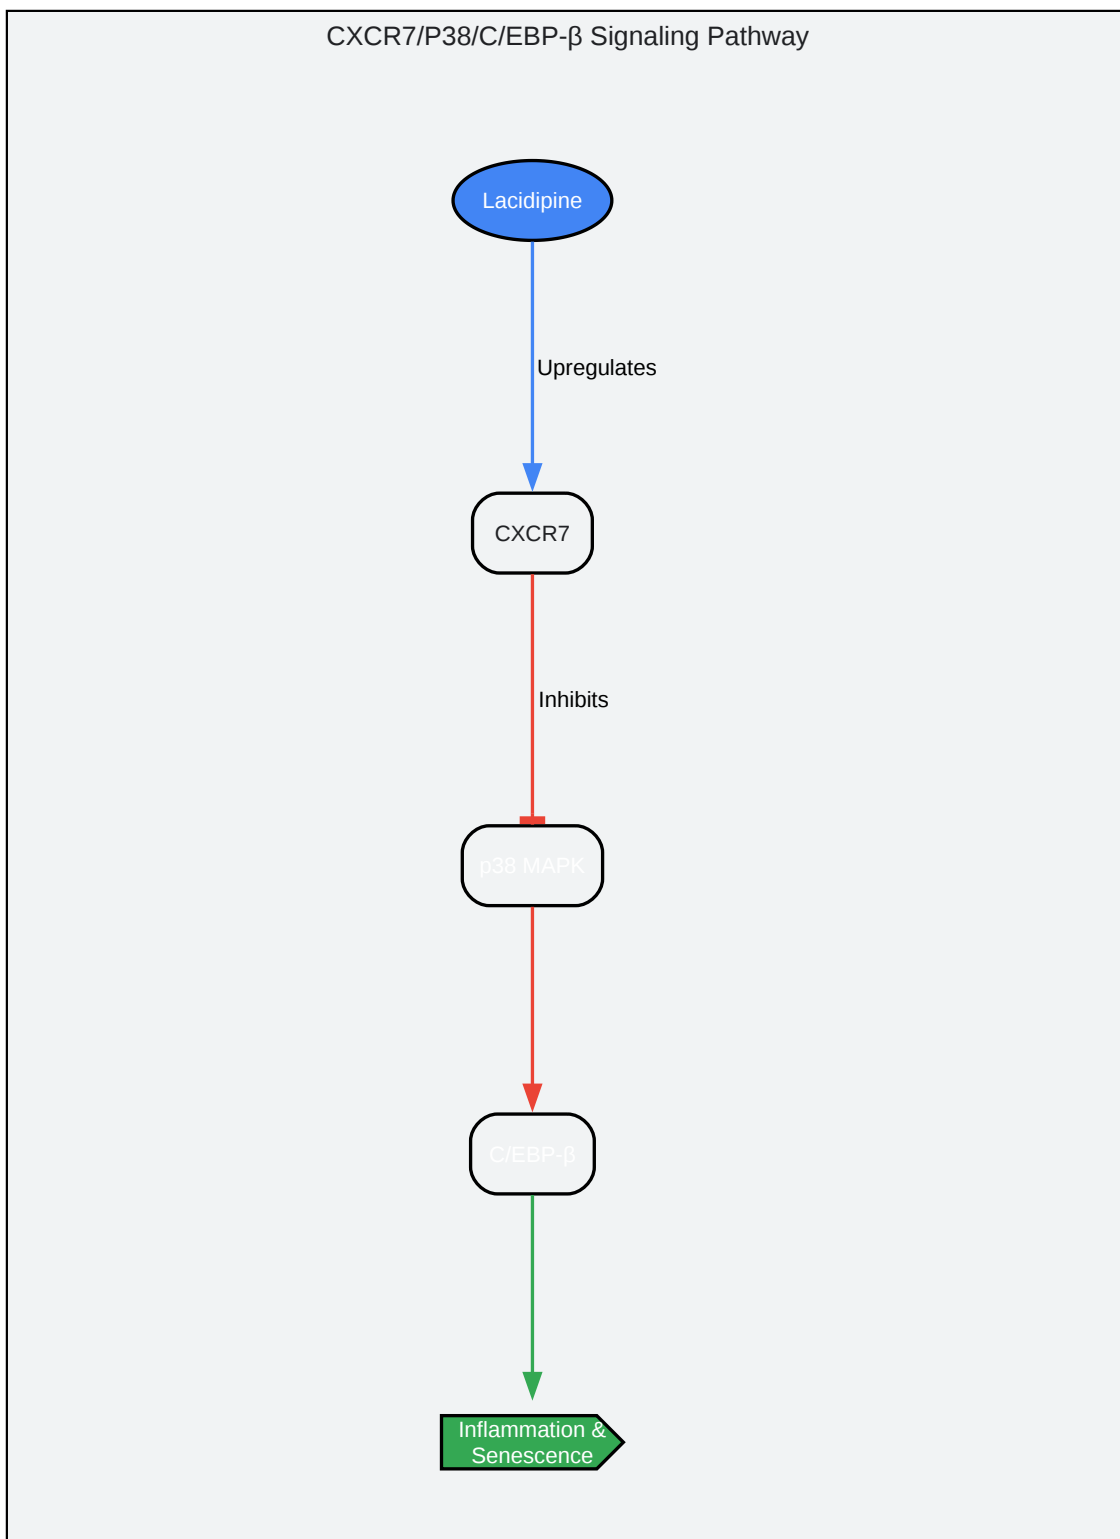 CXCR7/P38/C/EBP-β Signaling Pathway
Lacidipine
Upregulates
CXCR7
Inhibits
p38 MAPK
C/EBP-β
Inflammation &
Senescence